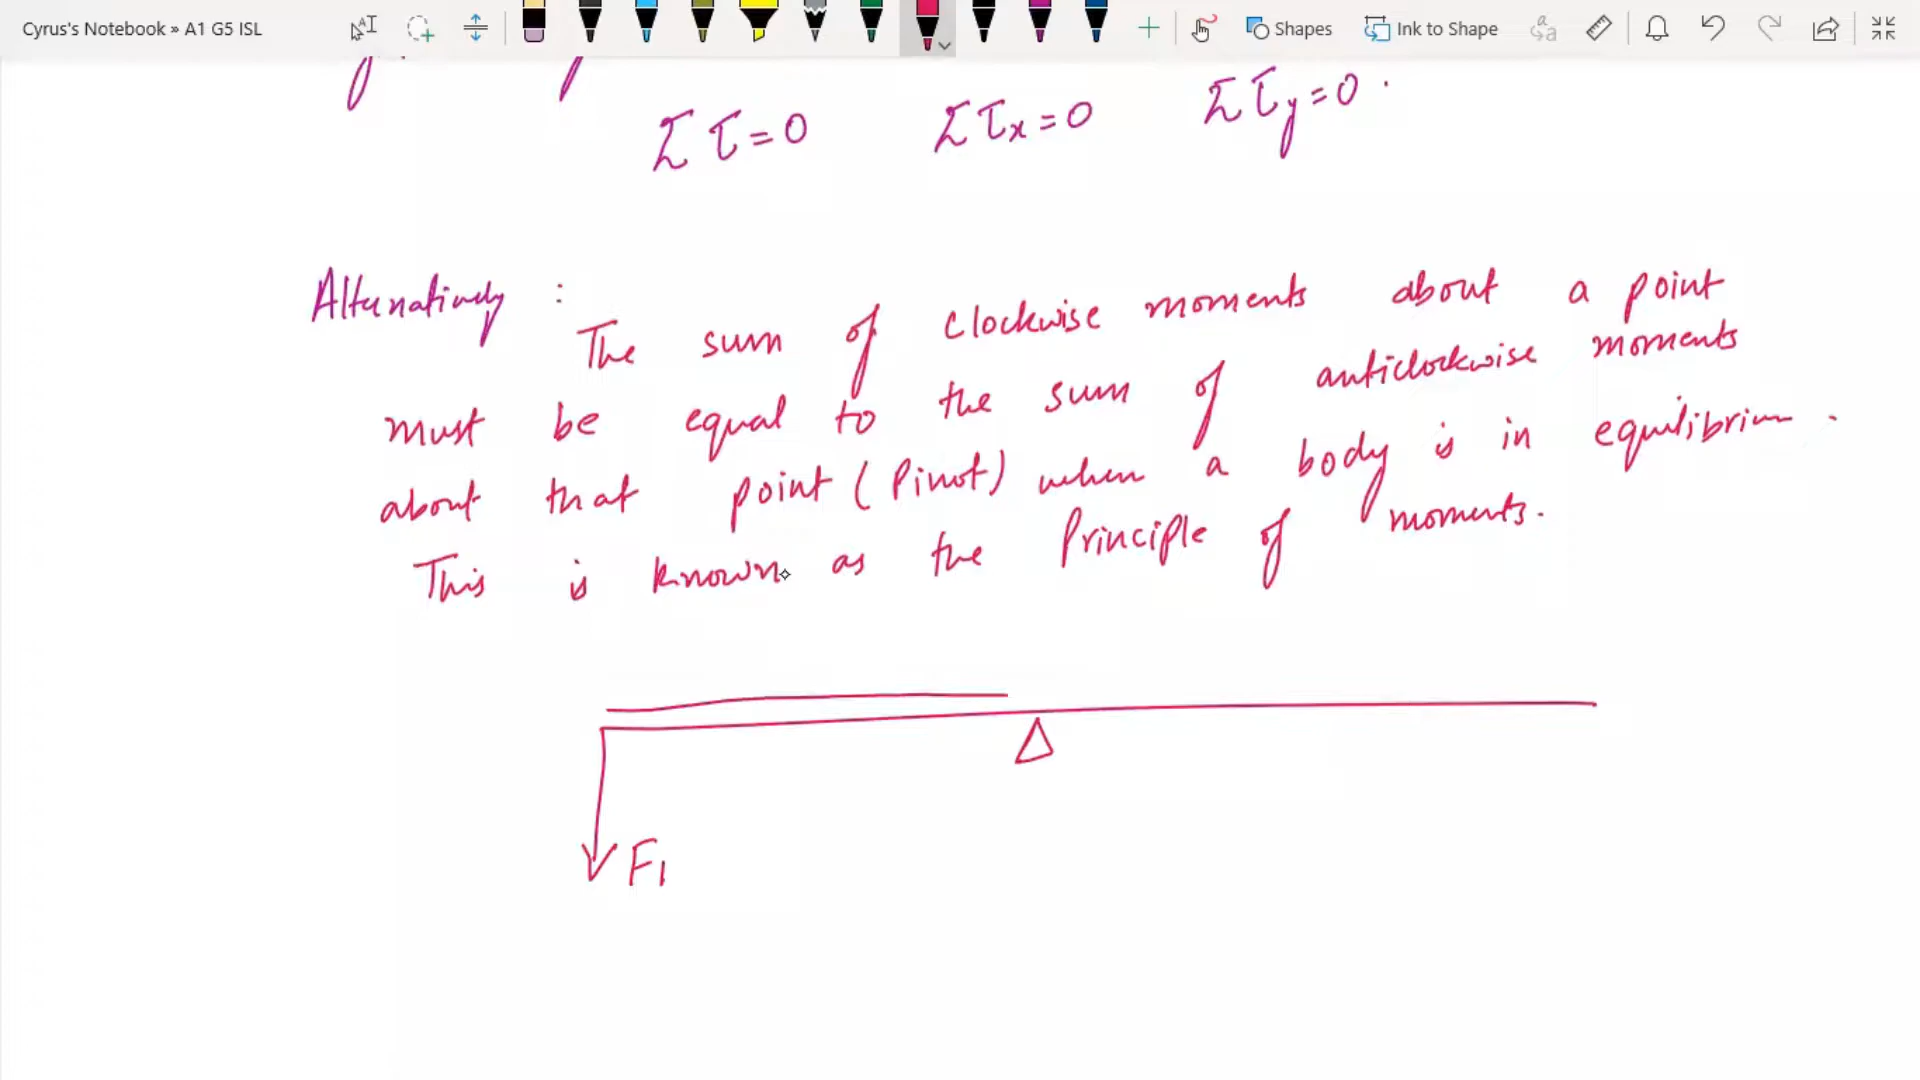 Cyrus's Notebook » A1 G5 ISL
Shapes
Ink to Shape
Στ=0 Στx=0 Στy=0.
Alternatively :
The sum of clockwise moments about a point
must be equal to the sum of anticlockwise moments
about that point (Pivot) when a body is in equilibrium.
This is known as the Principle of moments.
F1